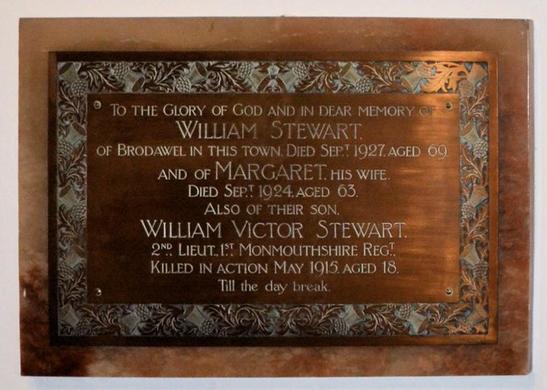 To the Glory of God and in dear memory of
William Stewart,
of Brodawel in this town. Died Sepᵗ. 1927. aged 69
and of Margaret, his wife.
Died Sepᵗ. 1924. aged 63.
Also of their son,
William Victor Stewart.
2ⁿᵈ Lieut., 1ˢᵗ Monmouthshire Regᵗ.
Killed in action May 1915. aged 18.
Till the day break.